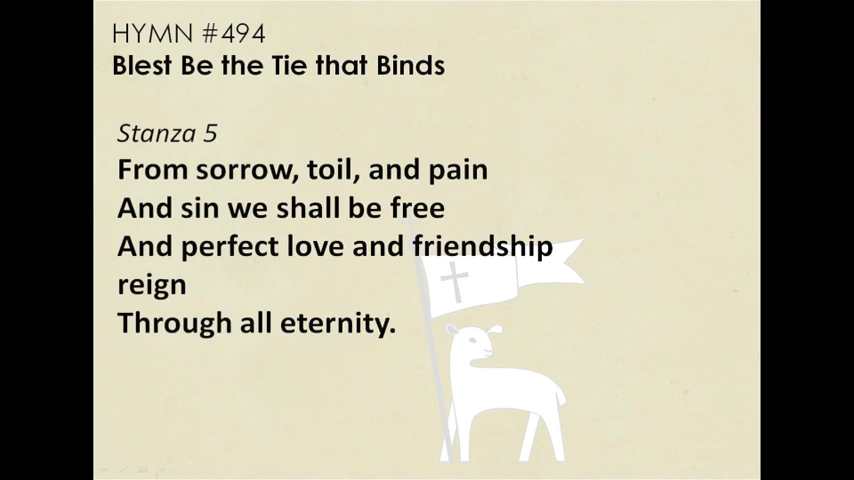 HYMN #494
Blest Be the Tie that Binds
Stanza 5
From sorrow, toil, and pain
And sin we shall be free
And perfect love and friendship
reign
Through all eternity.